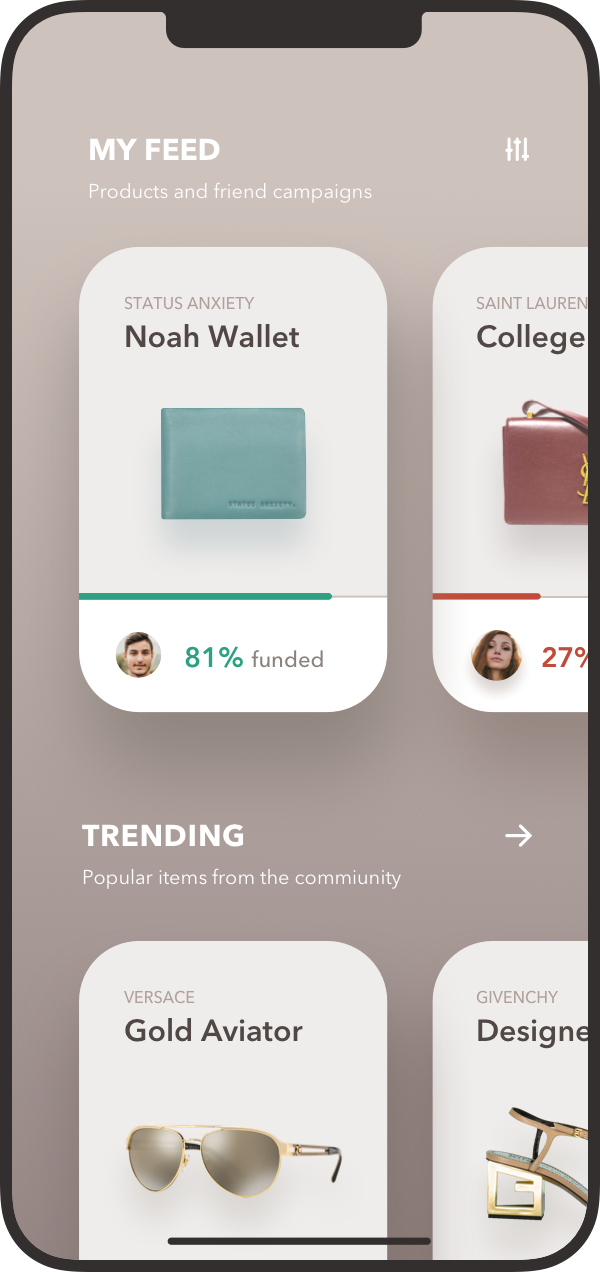 MY FEED
Products and friend campaigns
STATUS ANXIETY
Noah Wallet
STATUS ANXIETY.
81% funded
SAINT LAUREN
College
YSL
27%
TRENDING
Popular items from the commiunity
VERSACE
Gold Aviator
GIVENCHY
Designe